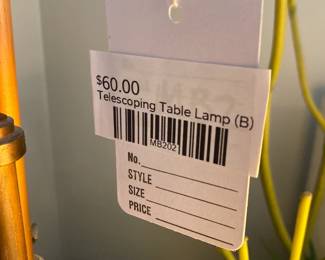 $60.00
Telescoping Table Lamp (B)
MB202
No.
STYLE
SIZE
PRICE